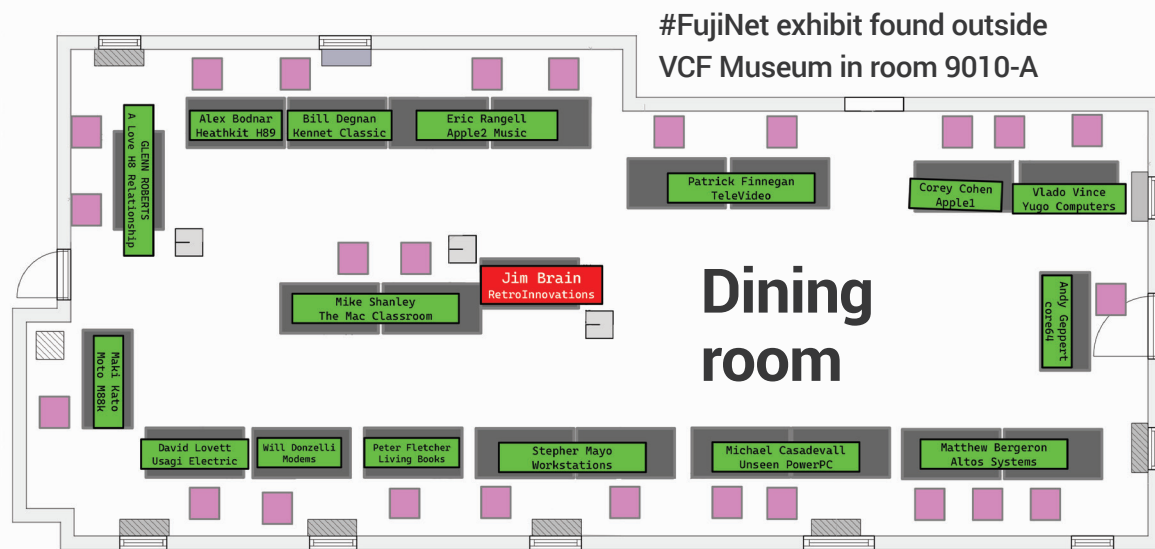 #FujiNet exhibit found outside
VCF Museum in room 9010-A
Alex Bodnar
Heathkit H89
Bill Degnan
Kennet Classic
Eric Rangell
Apple2 Music
GLENN ROBERTS
A Love H8 Relationship
Patrick Finnegan
TeleVideo
Corey Cohen
Apple1
Vlado Vince
Yugo Computers
Jim Brain
RetroInnovations
Mike Shanley
The Mac Classroom
Dining
room
Andy Geppert
core64
Maki Kato
Moto M88k
David Lovett
Usagi Electric
Will Donzelli
Modems
Peter Fletcher
Living Books
Stepher Mayo
Workstations
Michael Casadevall
Unseen PowerPC
Matthew Bergeron
Altos Systems